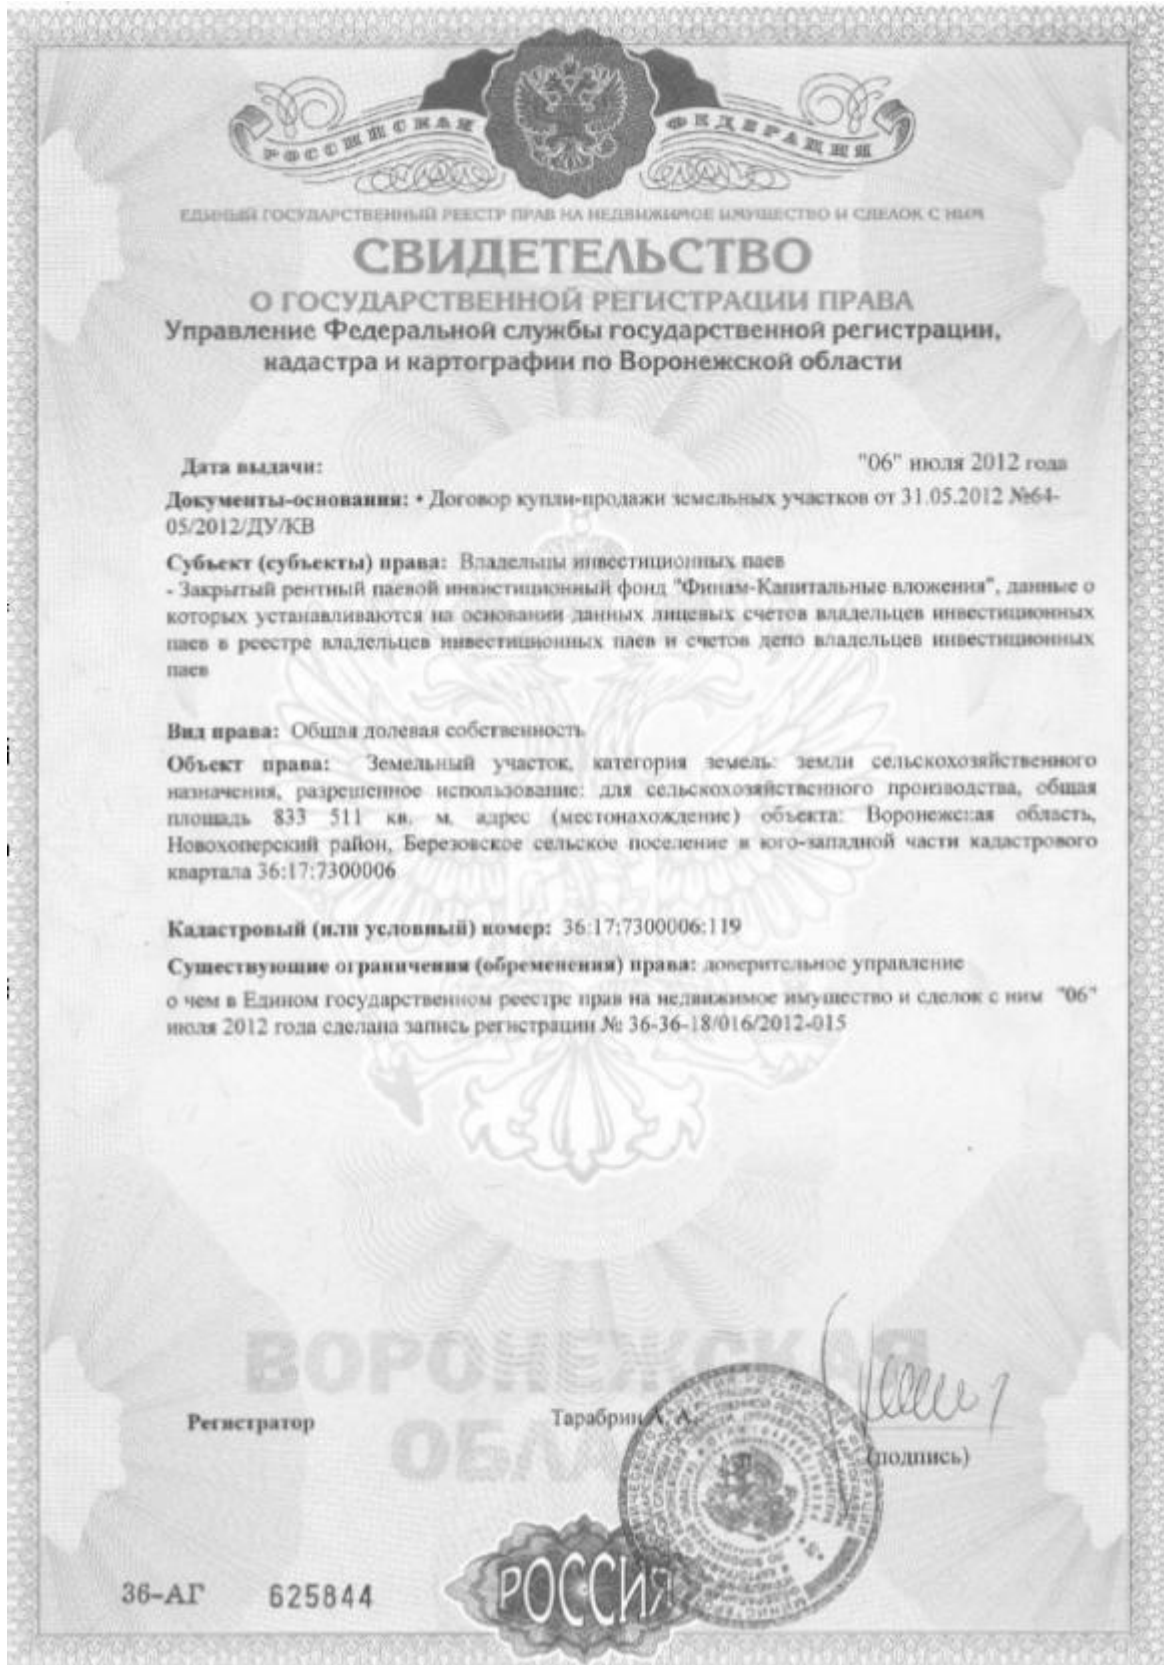 РОССИЙСКАЯ ФЕДЕРАЦИЯ
ЕДИНЫЙ ГОСУДАРСТВЕННЫЙ РЕЕСТР ПРАВ НА НЕДВИЖИМОЕ ИМУЩЕСТВО И СДЕЛОК С НИМ
СВИДЕТЕЛЬСТВО
О ГОСУДАРСТВЕННОЙ РЕГИСТРАЦИИ ПРАВА
Управление Федеральной службы государственной регистрации,
кадастра и картографии по Воронежской области
Дата выдачи: "06" июля 2012 года
Документы-основания: • Договор купли-продажи земельных участков от 31.05.2012 №64-
05/2012/ДУ/КВ
Субъект (субъекты) права: Владельцы инвестиционных паев
- Закрытый рентный паевой инвистиционный фонд "Финам-Капитальные вложения", данные о
которых устанавливаются на основании данных лицевых счетов владельцев инвестиционных
паев в реестре владельцев инвестиционных паев и счетов депо владельцев инвестиционных
паев
Вид права: Общая долевая собственность
Объект права: Земельный участок, категория земель: земли сельскохозяйственного
назначения, разрешенное использование: для сельскохозяйственного производства, общая
площадь 833 511 кв. м, адрес (местонахождение) объекта: Воронежская область,
Новохоперский район, Березовское сельское поселение в юго-западной части кадастрового
квартала 36:17:7300006
Кадастровый (или условный) номер: 36:17:7300006:119
Существующие ограничения (обременения) права: доверительное управление
о чем в Едином государственном реестре прав на недвижимое имущество и сделок с ним "06"
июля 2012 года сделана запись регистрации № 36-36-18/016/2012-015
ВОРОНЕЖСКАЯ
Регистратор Тарабрин А. А.
(подпись)
36-АГ 625844
РОССИЯ